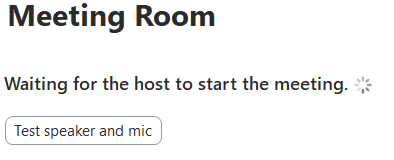 Meeting Room
Waiting for the host to start the meeting.
Test speaker and mic